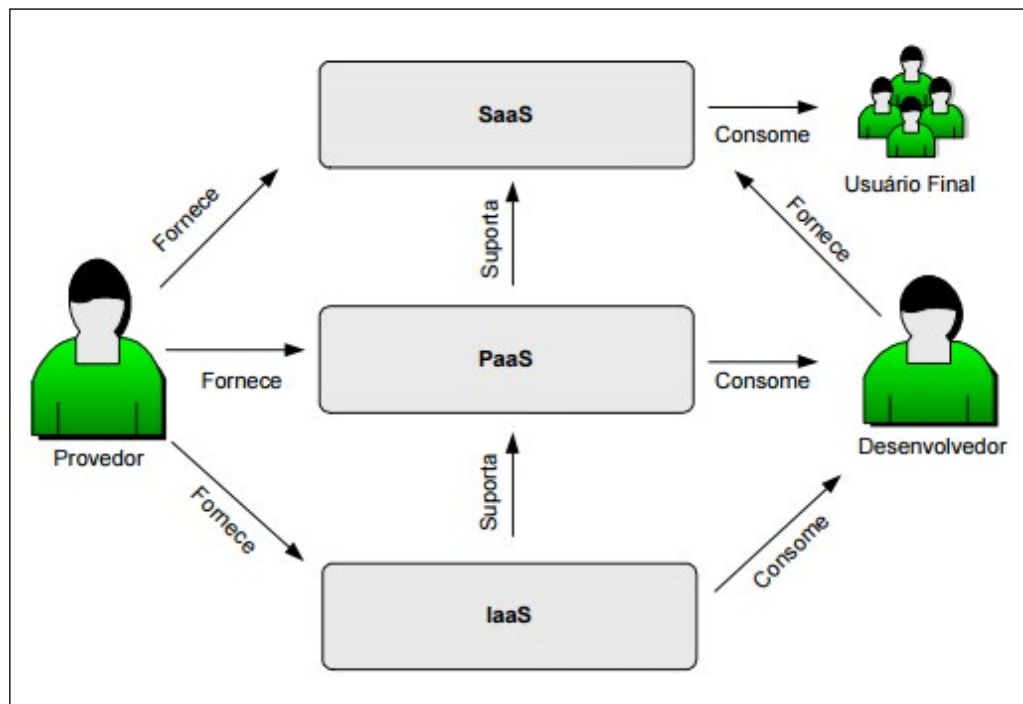 SaaS
Consome
Usuário Final
Fornece
Suporta
Fornece
Provedor
Fornece
PaaS
Consome
Desenvolvedor
Fornece
Suporta
Consome
IaaS